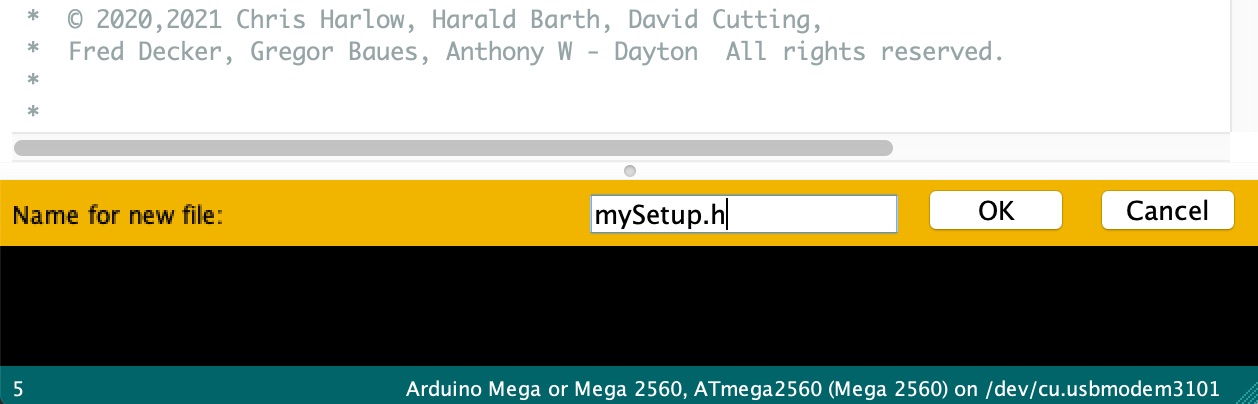 *  © 2020,2021 Chris Harlow, Harald Barth, David Cutting,
*  Fred Decker, Gregor Baues, Anthony W - Dayton  All rights reserved.
*
*
Name for new file: mySetup.h OK Cancel
5 Arduino Mega or Mega 2560, ATmega2560 (Mega 2560) on /dev/cu.usbmodem3101